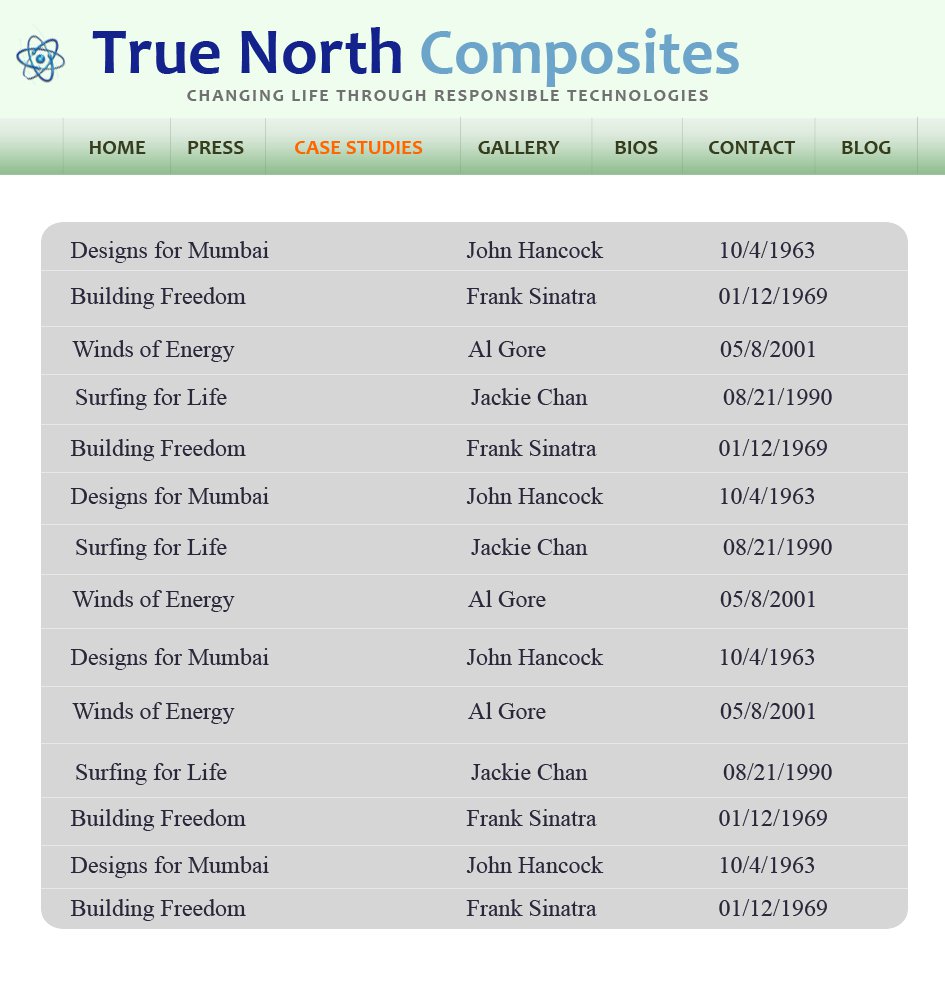 True North Composites
CHANGING LIFE THROUGH RESPONSIBLE TECHNOLOGIES
HOME PRESS CASE STUDIES GALLERY BIOS CONTACT BLOG
Designs for Mumbai John Hancock 10/4/1963
Building Freedom Frank Sinatra 01/12/1969
Winds of Energy Al Gore 05/8/2001
Surfing for Life Jackie Chan 08/21/1990
Building Freedom Frank Sinatra 01/12/1969
Designs for Mumbai John Hancock 10/4/1963
Surfing for Life Jackie Chan 08/21/1990
Winds of Energy Al Gore 05/8/2001
Designs for Mumbai John Hancock 10/4/1963
Winds of Energy Al Gore 05/8/2001
Surfing for Life Jackie Chan 08/21/1990
Building Freedom Frank Sinatra 01/12/1969
Designs for Mumbai John Hancock 10/4/1963
Building Freedom Frank Sinatra 01/12/1969